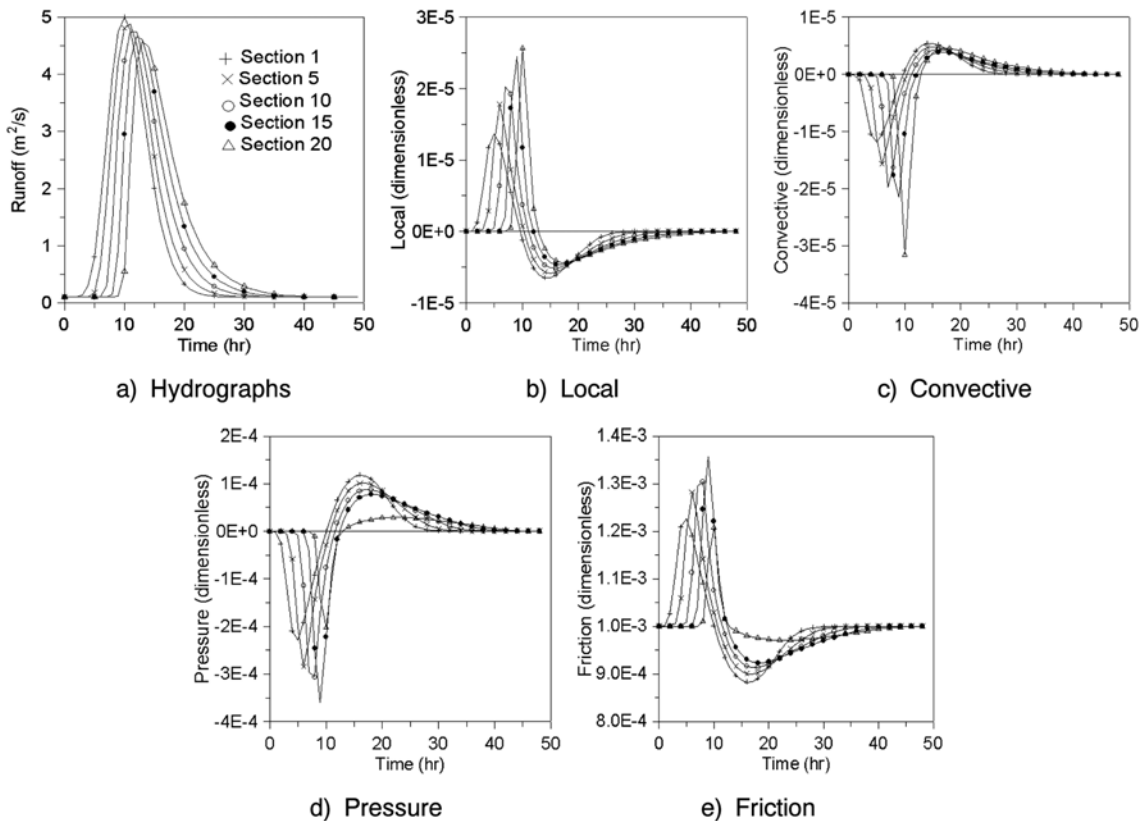 5
4
3
2
1
0
Runoff (m²/s)
Section 1
Section 5
Section 10
Section 15
Section 20
0 10 20 30 40 50
Time (hr)
a) Hydrographs
3E-5
2E-5
1E-5
0E+0
-1E-5
Local (dimensionless)
0 10 20 30 40 50
Time (hr)
b) Local
1E-5
0E+0
-1E-5
-2E-5
-3E-5
-4E-5
Convective (dimensionless)
0 10 20 30 40 50
Time (hr)
c) Convective
2E-4
1E-4
0E+0
-1E-4
-2E-4
-3E-4
-4E-4
Pressure (dimensionless)
0 10 20 30 40 50
Time (hr)
d) Pressure
1.4E-3
1.3E-3
1.2E-3
1.1E-3
1.0E-3
9.0E-4
8.0E-4
Friction (dimensionless)
0 10 20 30 40 50
Time (hr)
e) Friction